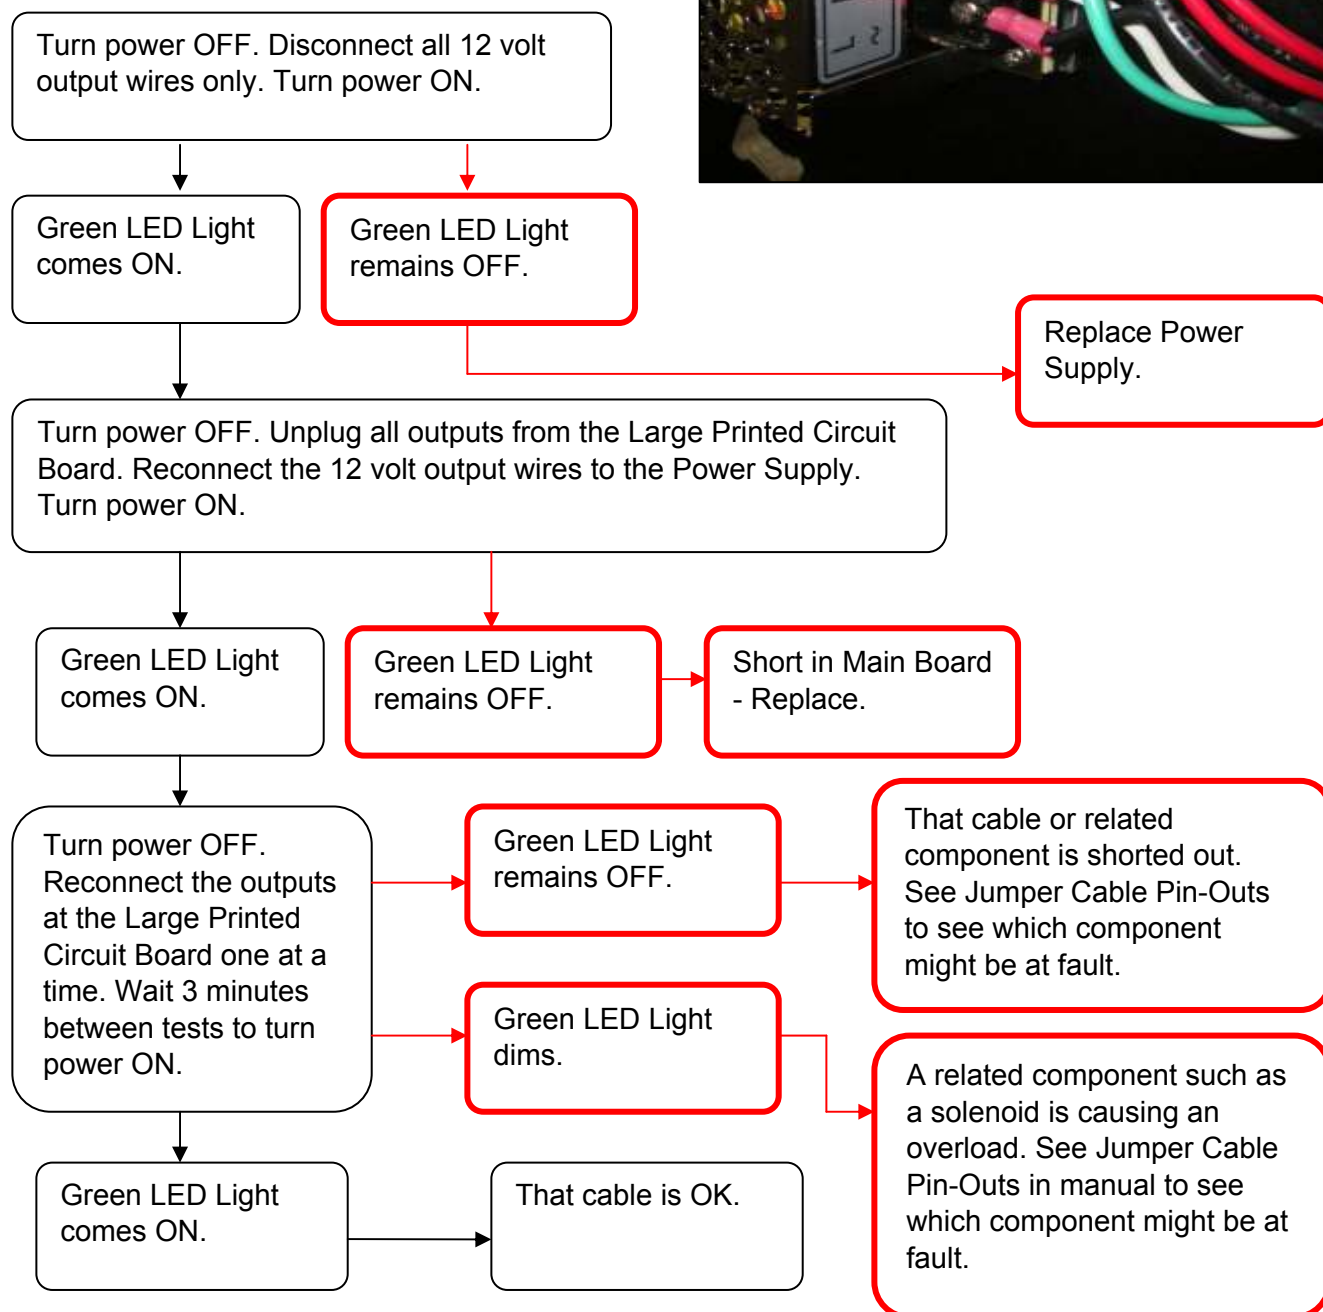 Turn power OFF. Disconnect all 12 volt
output wires only. Turn power ON.
Green LED Light
comes ON.
Green LED Light
remains OFF.
Replace Power
Supply.
Turn power OFF. Unplug all outputs from the Large Printed Circuit
Board. Reconnect the 12 volt output wires to the Power Supply.
Turn power ON.
Green LED Light
comes ON.
Green LED Light
remains OFF.
Short in Main Board
- Replace.
Turn power OFF.
Reconnect the outputs
at the Large Printed
Circuit Board one at a
time. Wait 3 minutes
between tests to turn
power ON.
Green LED Light
remains OFF.
That cable or related
component is shorted out.
See Jumper Cable Pin-Outs
to see which component
might be at fault.
Green LED Light
dims.
A related component such as
a solenoid is causing an
overload. See Jumper Cable
Pin-Outs in manual to see
which component might be at
fault.
Green LED Light
comes ON.
That cable is OK.